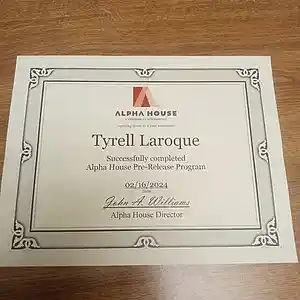 ALPHA HOUSE
Tyrell Laroque
Successfully completed
Alpha House Pre-Release Program
02/16/2024
Date
John A. Williams
Alpha House Director